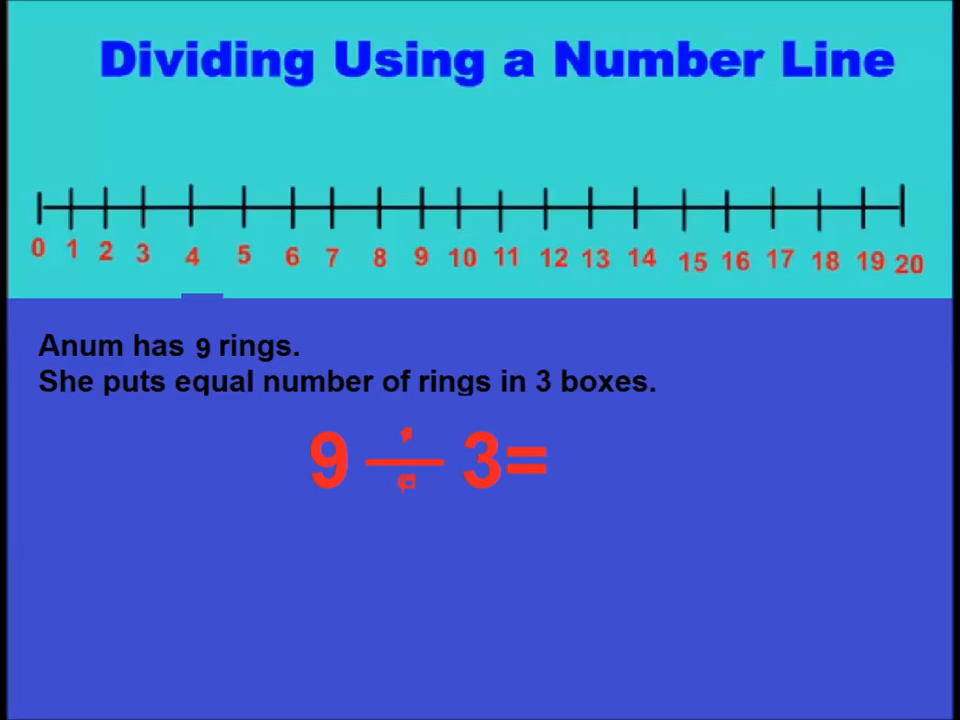 Dividing Using a Number Line
0 1 2 3 4 5 6 7 8 9 10 11 12 13 14 15 16 17 18 19 20
Anum has 9 rings.
She puts equal number of rings in 3 boxes.
9 ÷ 3=